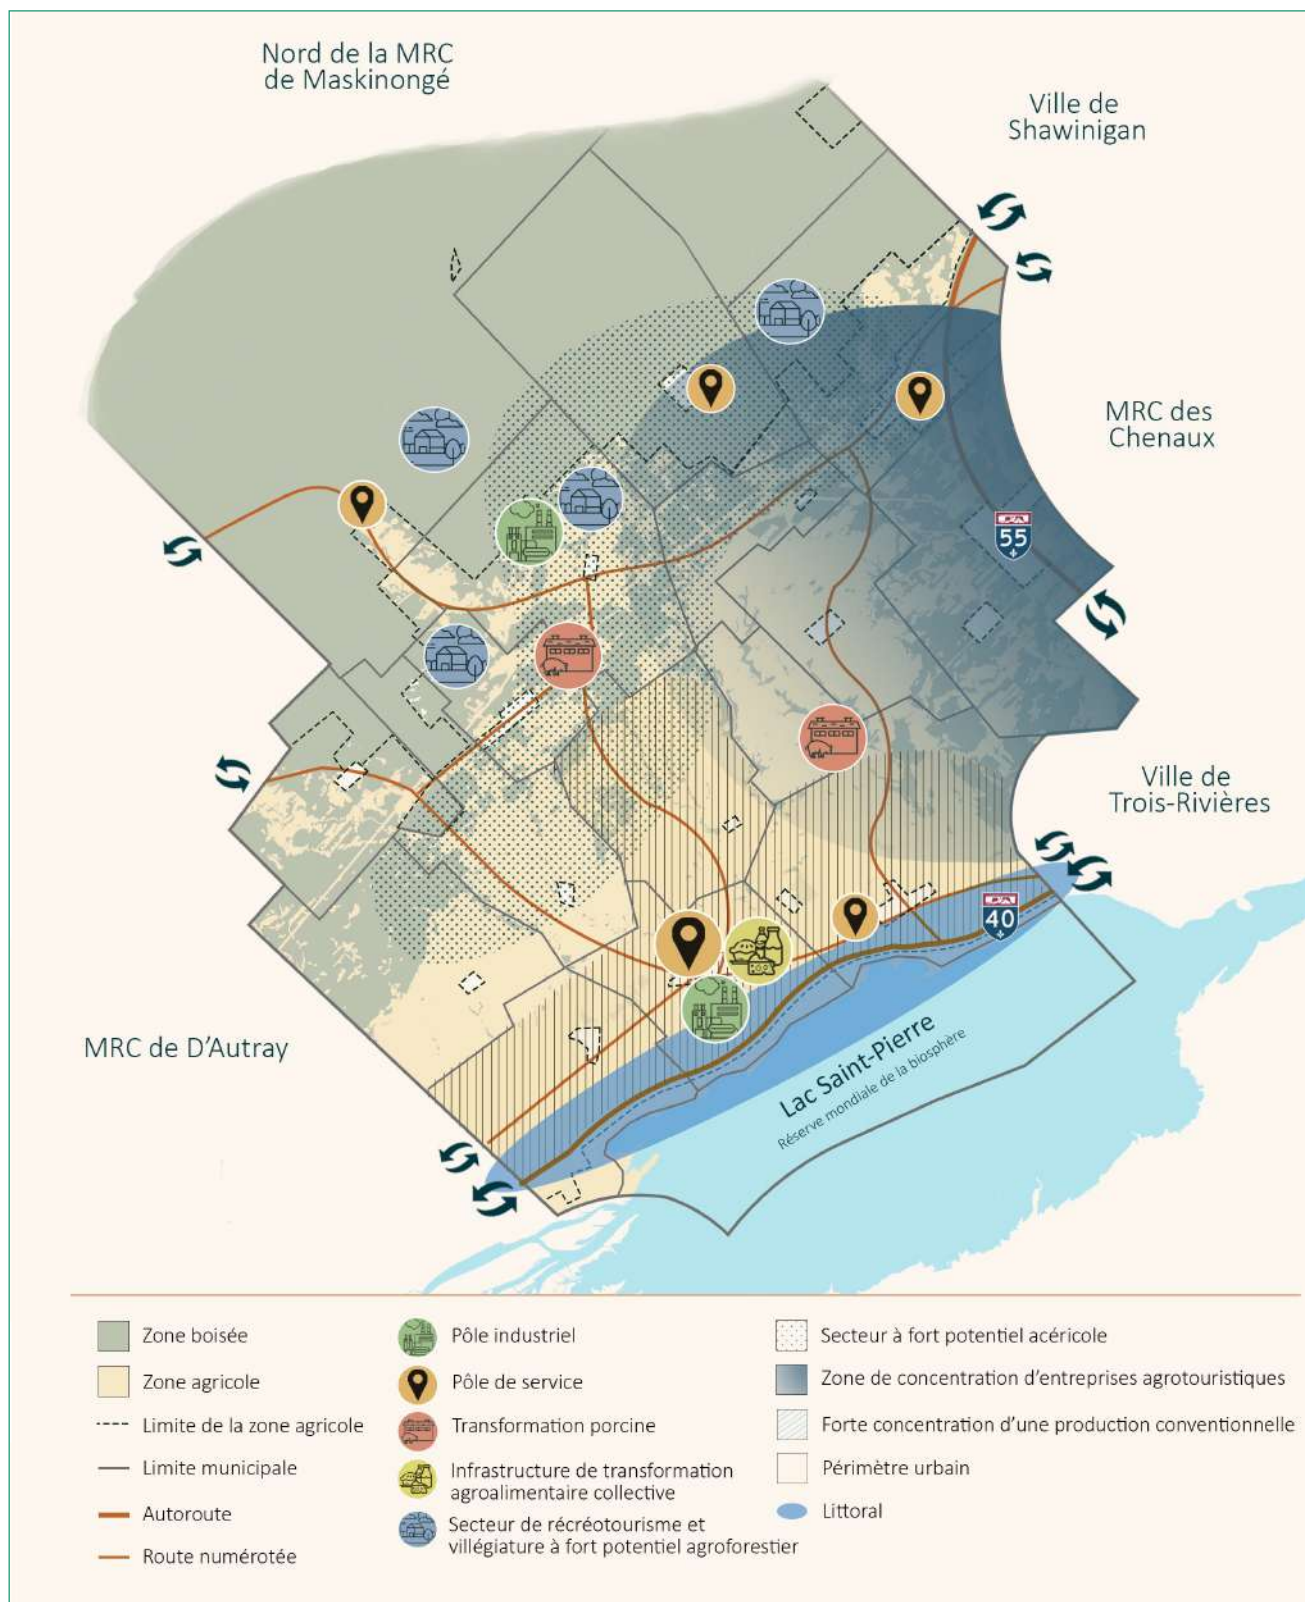 Nord de la MRC
de Maskinongé
Ville de
Shawinigan
MRC des
Chenaux
55
Ville de
Trois-Rivières
40
MRC de D'Autray
Lac Saint-Pierre
Réserve mondiale de la biosphère
Zone boisée
Zone agricole
Limite de la zone agricole
Limite municipale
Autoroute
Route numérotée
Pôle industriel
Pôle de service
Transformation porcine
Infrastructure de transformation
agroalimentaire collective
Secteur de récréotourisme et
villégiature à fort potentiel agroforestier
Secteur à fort potentiel acéricole
Zone de concentration d'entreprises agrotouristiques
Forte concentration d'une production conventionnelle
Périmètre urbain
Littoral